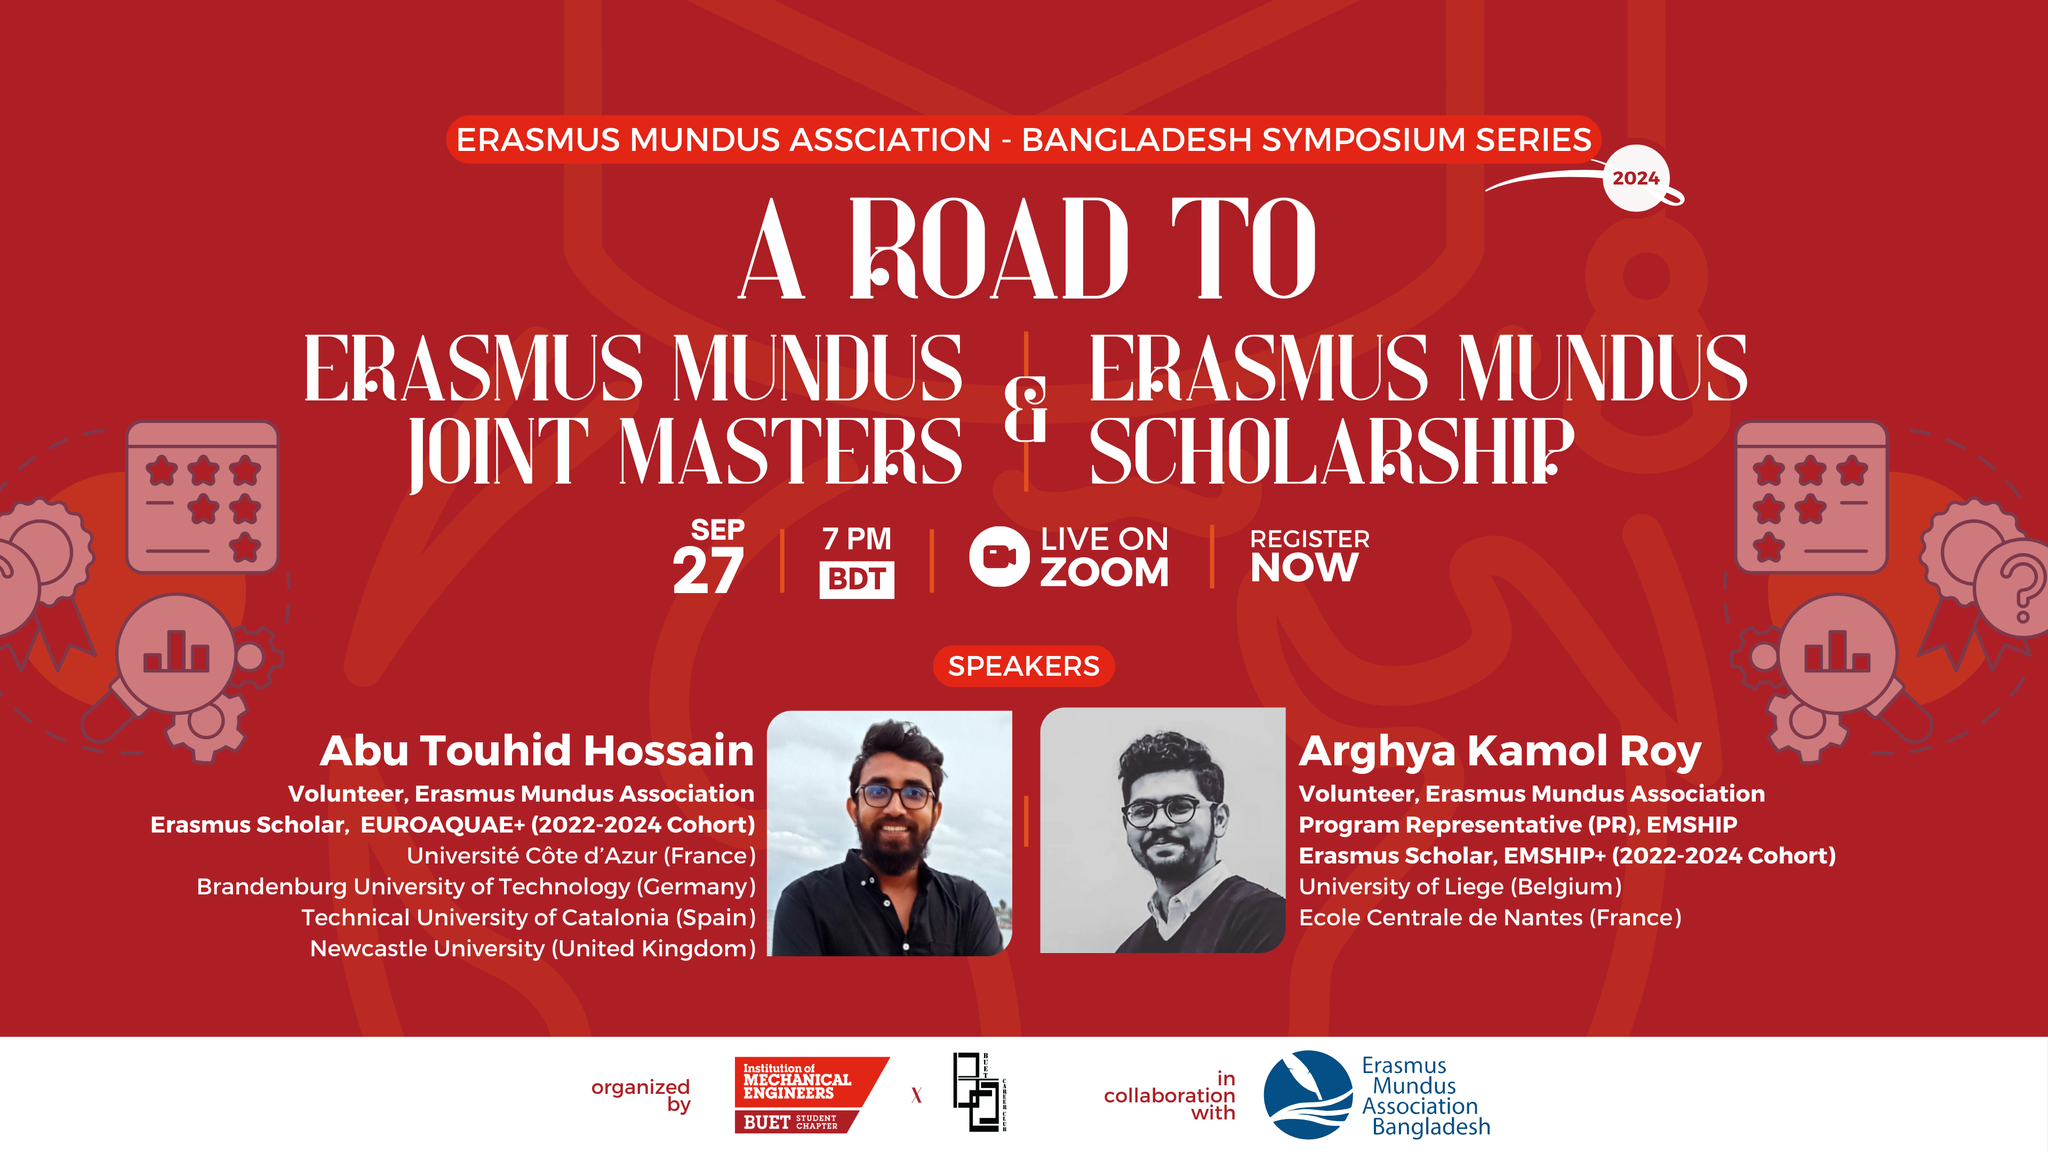 ERASMUS MUNDUS ASSCIATION - BANGLADESH SYMPOSIUM SERIES
2024
A ROAD TO
ERASMUS MUNDUS
JOINT MASTERS
&
ERASMUS MUNDUS
SCHOLARSHIP
SEP
27
7 PM
BDT
LIVE ON
ZOOM
REGISTER
NOW
SPEAKERS
Abu Touhid Hossain
Volunteer, Erasmus Mundus Association
Erasmus Scholar, EUROAQUAE+ (2022-2024 Cohort)
Université Côte d'Azur (France)
Brandenburg University of Technology (Germany)
Technical University of Catalonia (Spain)
Newcastle University (United Kingdom)
Arghya Kamol Roy
Volunteer, Erasmus Mundus Association
Program Representative (PR), EMSHIP
Erasmus Scholar, EMSHIP+ (2022-2024 Cohort)
University of Liege (Belgium)
Ecole Centrale de Nantes (France)
organized
by
Institution of
MECHANICAL
ENGINEERS
BUET STUDENT
CHAPTER
X
BUET
CAREER CLUB
in
collaboration
with
Erasmus
Mundus
Association
Bangladesh